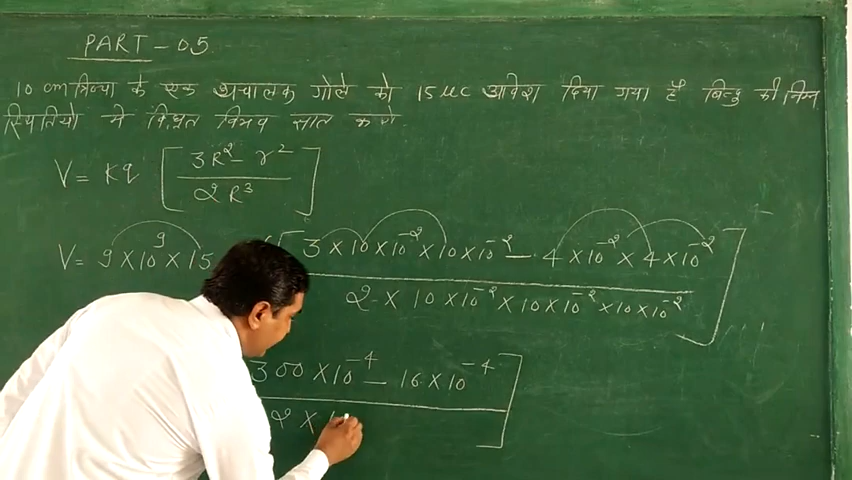 PART - 05
10 cm त्रिज्या के एक अचालक गोले को 15 μc आवेश दिया गया है बिन्दु की निम्न
स्थितियो मे विधुत विभव ज्ञात करो.
V = Kq [ 3R² - r² / 2R³ ]
V = 9 × 10⁹ × 15 [ 3 × 10 × 10⁻² × 10 × 10⁻² - 4 × 10⁻² × 4 × 10⁻² / 2 × 10 × 10⁻² × 10 × 10⁻² × 10 × 10⁻² ]
300 × 10⁻⁴ - 16 × 10⁻⁴ / 2 × 1 ]